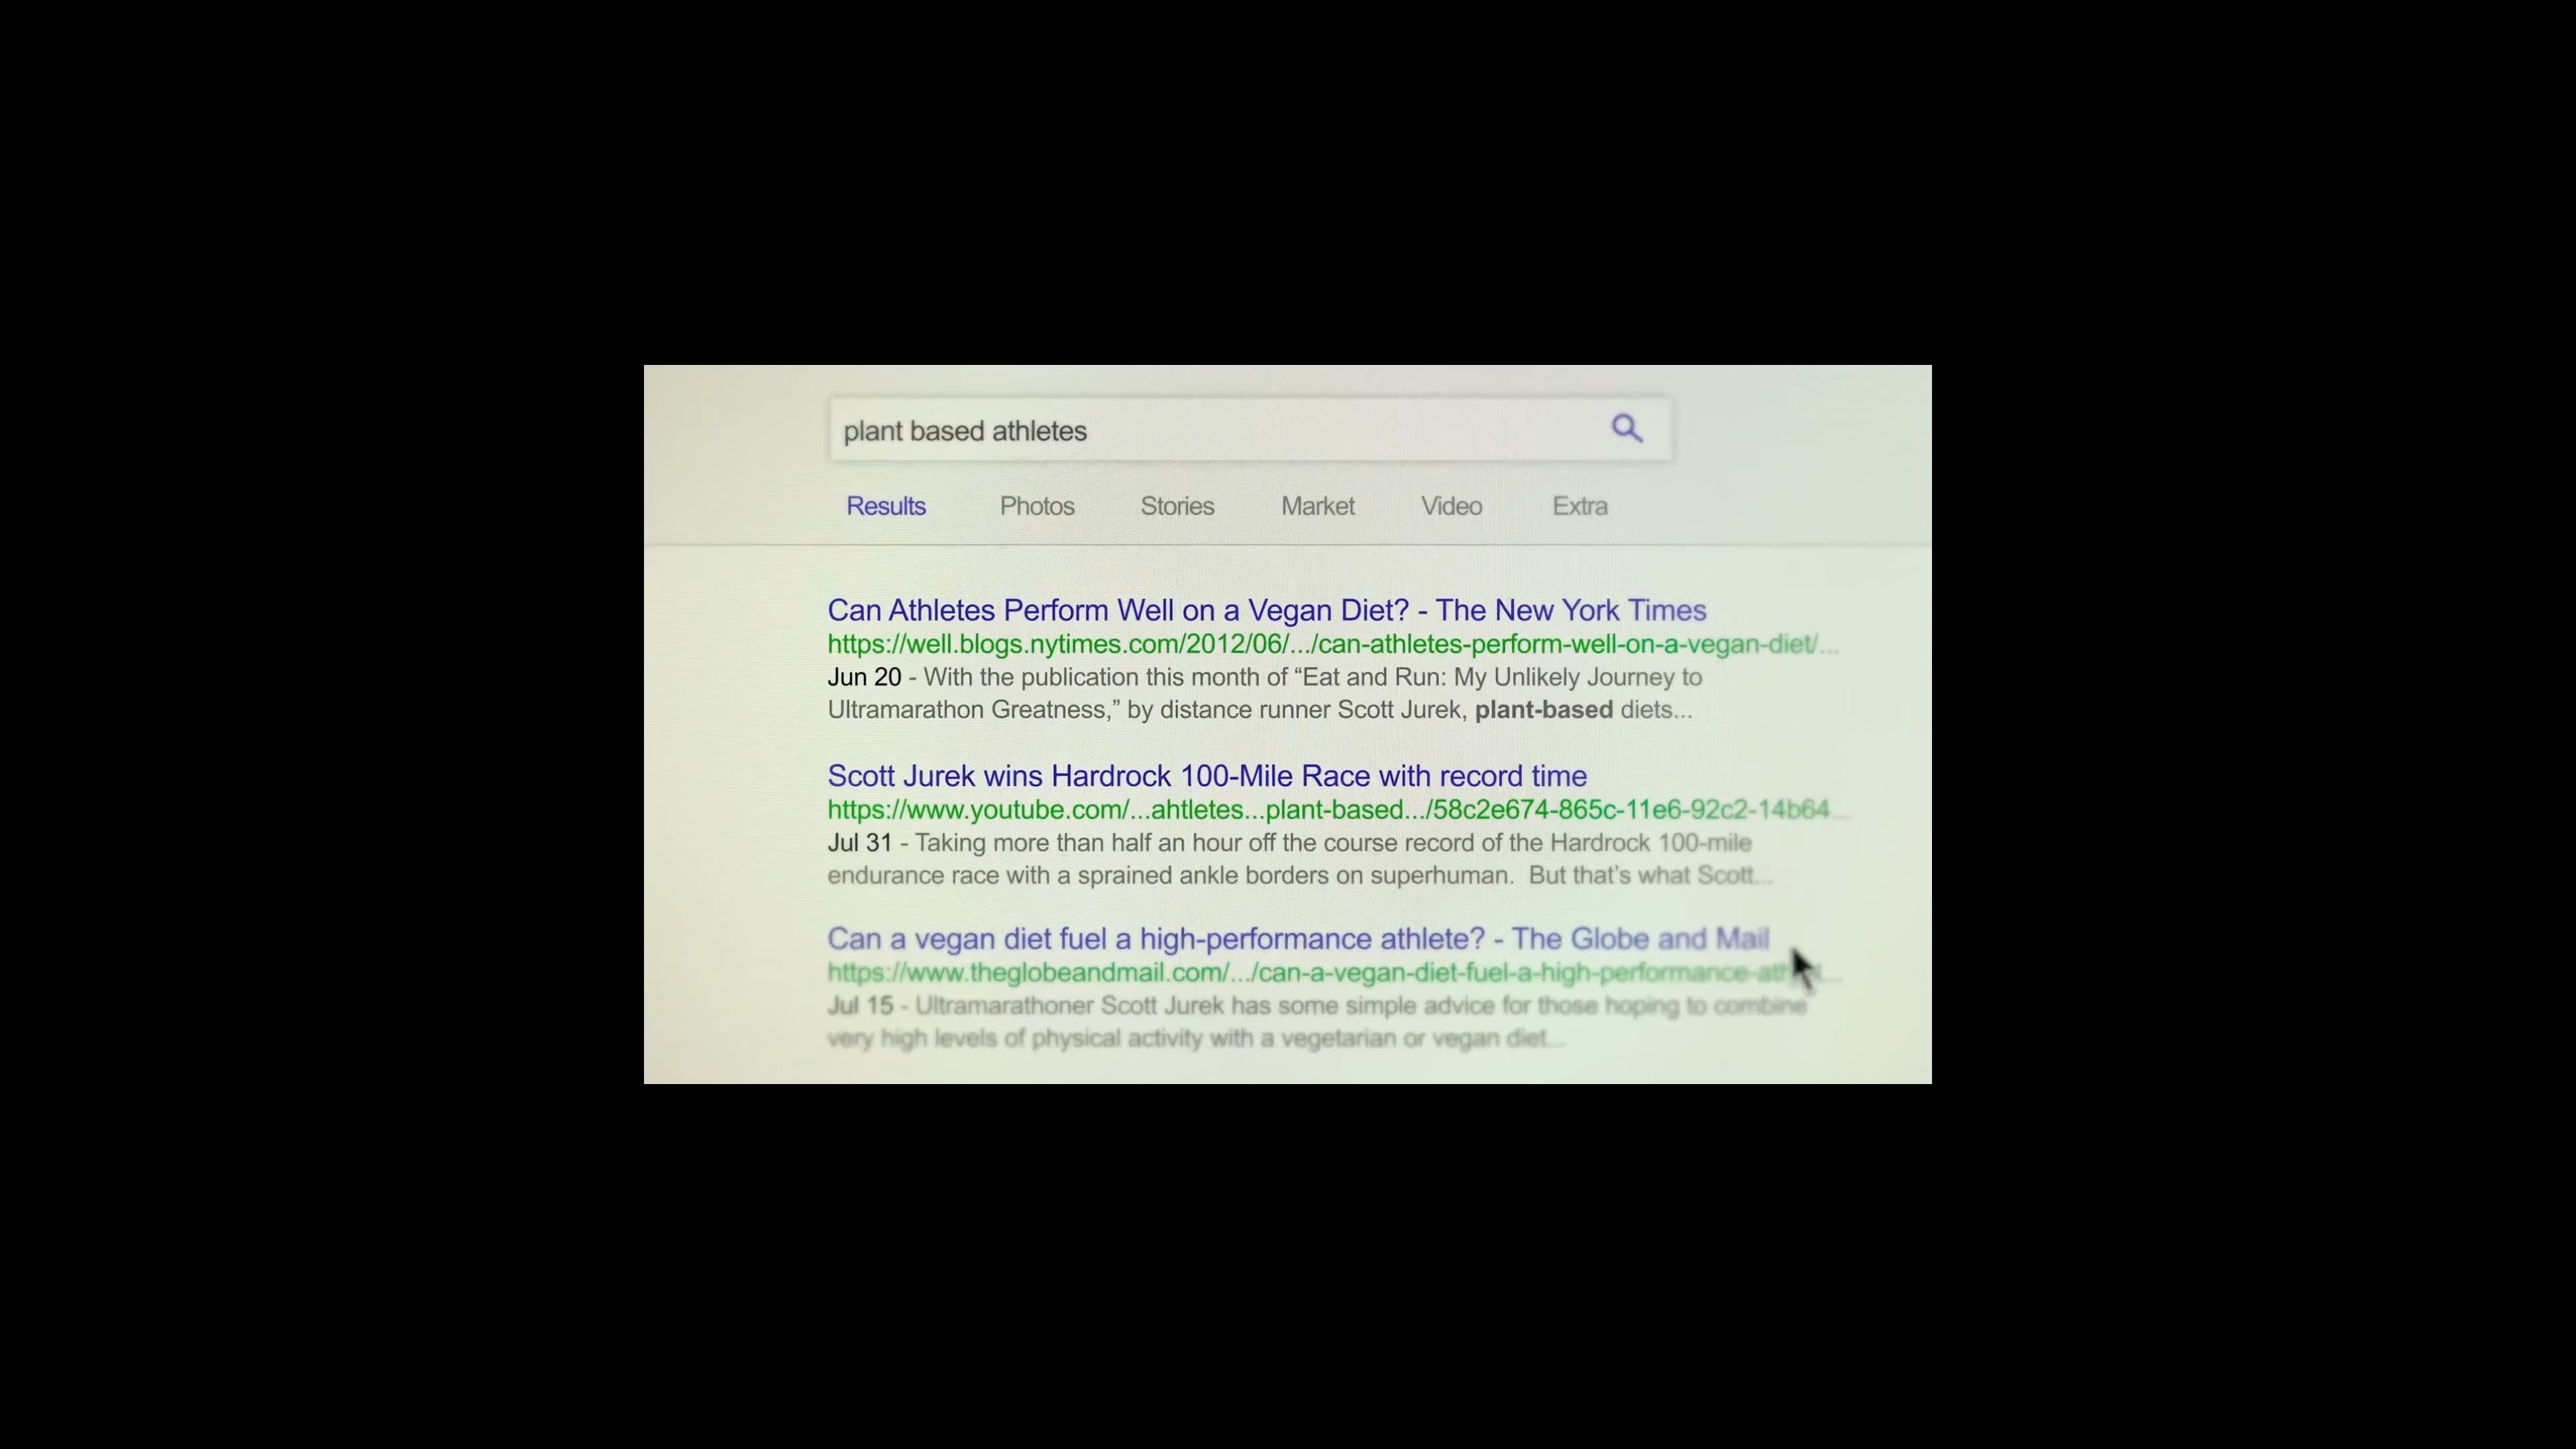 plant based athletes
Results Photos Stories Market Video Extra
Can Athletes Perform Well on a Vegan Diet? - The New York Times
https://well.blogs.nytimes.com/2012/06/.../can-athletes-perform-well-on-a-vegan-diet/...
Jun 20 - With the publication this month of “Eat and Run: My Unlikely Journey to
Ultramarathon Greatness,” by distance runner Scott Jurek, plant-based diets...
Scott Jurek wins Hardrock 100-Mile Race with record time
https://www.youtube.com/...ahtletes...plant-based.../58c2e674-865c-11e6-92c2-14b64...
Jul 31 - Taking more than half an hour off the course record of the Hardrock 100-mile
endurance race with a sprained ankle borders on superhuman. But that’s what Scott...
Can a vegan diet fuel a high-performance athlete? - The Globe and Mail
https://www.theglobeandmail.com/.../can-a-vegan-diet-fuel-a-high-performance-
Jul 15 - Ultramarathoner Scott Jurek has some simple advice for those hoping to combine
very high levels of physical activity with a vegetarian or vegan diet...